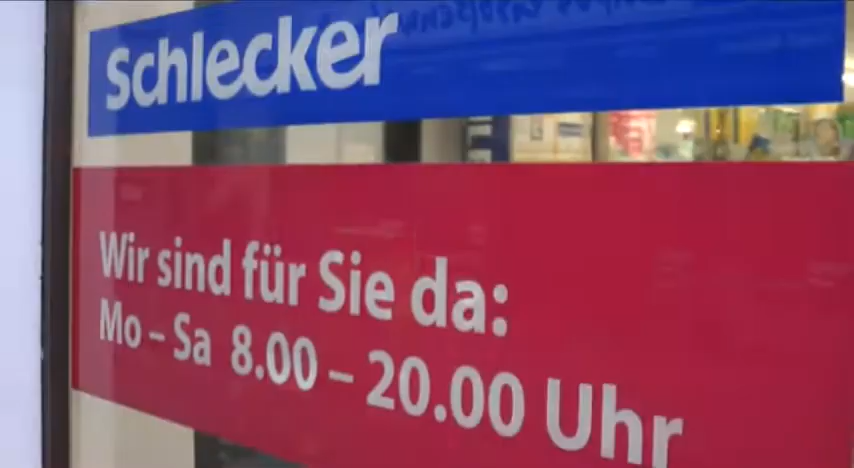 Schlecker
Wir sind für Sie da:
Mo – Sa 8.00 – 20.00 Uhr